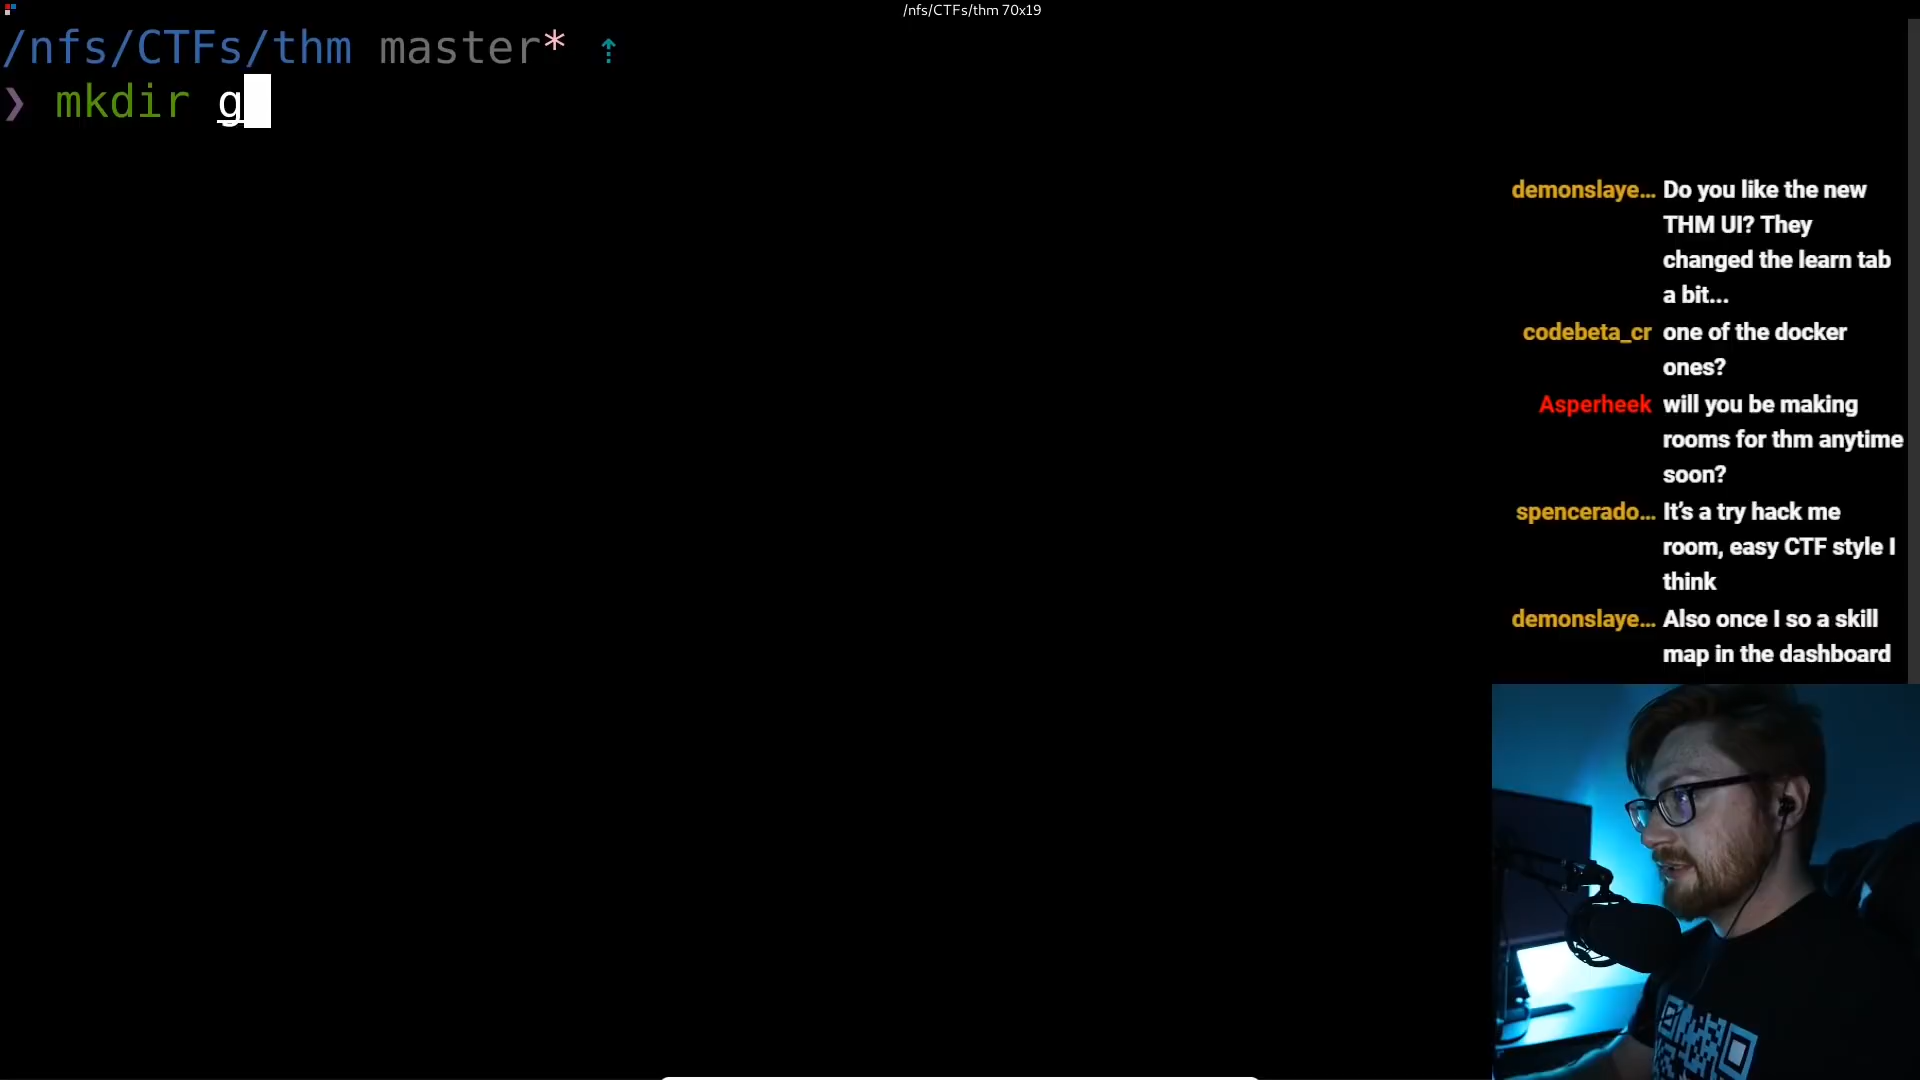 /nfs/CTFs/thm 70x19
/nfs/CTFs/thm master* ⇡
❯ mkdir g
demonslaye… Do you like the new
THM UI? They
changed the learn tab
a bit...
codebeta_cr one of the docker
ones?
Asperheek will you be making
rooms for thm anytime
soon?
spencerado… It's a try hack me
room, easy CTF style I
think
demonslaye… Also once I so a skill
map in the dashboard